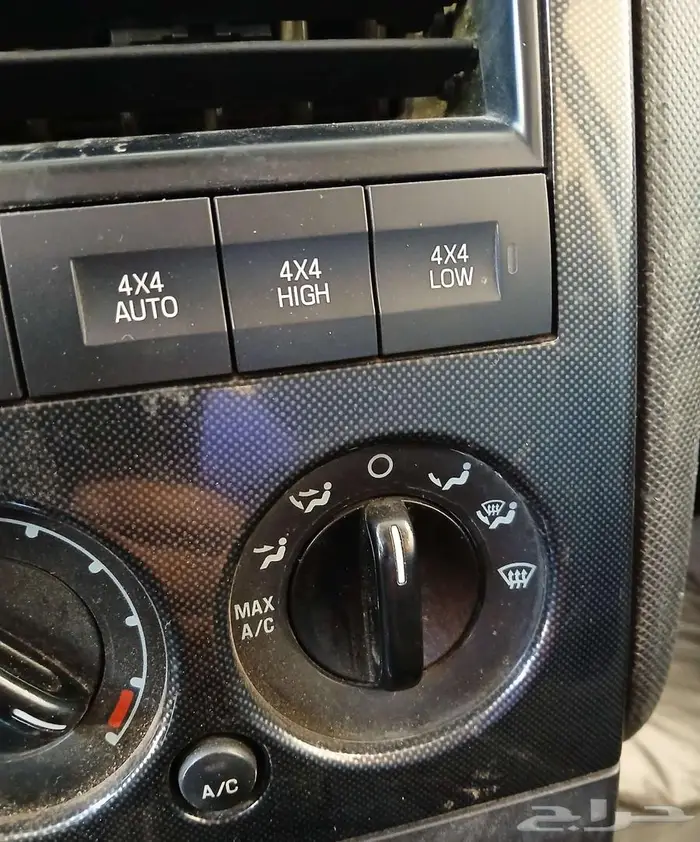 4X4
AUTO
4X4
HIGH
4X4
LOW
MAX
A/C
A/C
حراج